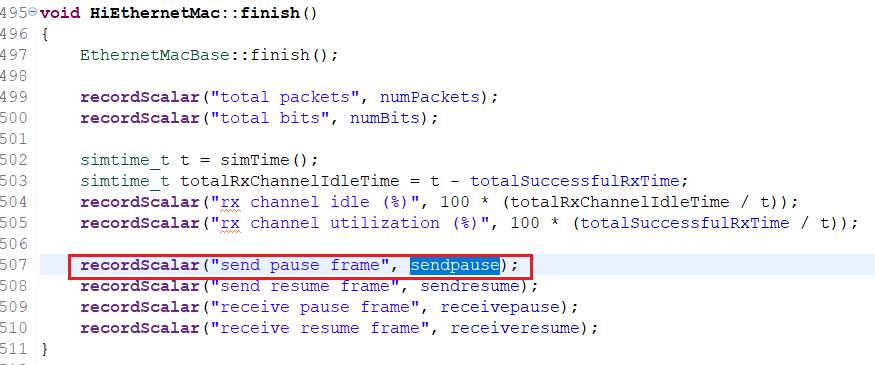 495 void HiEthernetMac::finish()
496 {
497 EthernetMacBase::finish();
498
499 recordScalar("total packets", numPackets);
500 recordScalar("total bits", numBits);
501
502 simtime_t t = simTime();
503 simtime_t totalRxChannelIdleTime = t - totalSuccessfulRxTime;
504 recordScalar("rx channel idle (%)", 100 * (totalRxChannelIdleTime / t));
505 recordScalar("rx channel utilization (%)", 100 * (totalSuccessfulRxTime / t));
506
507 recordScalar("send pause frame", sendpause);
508 recordScalar("send resume frame", sendresume);
509 recordScalar("receive pause frame", receivepause);
510 recordScalar("receive resume frame", receiveresume);
511 }